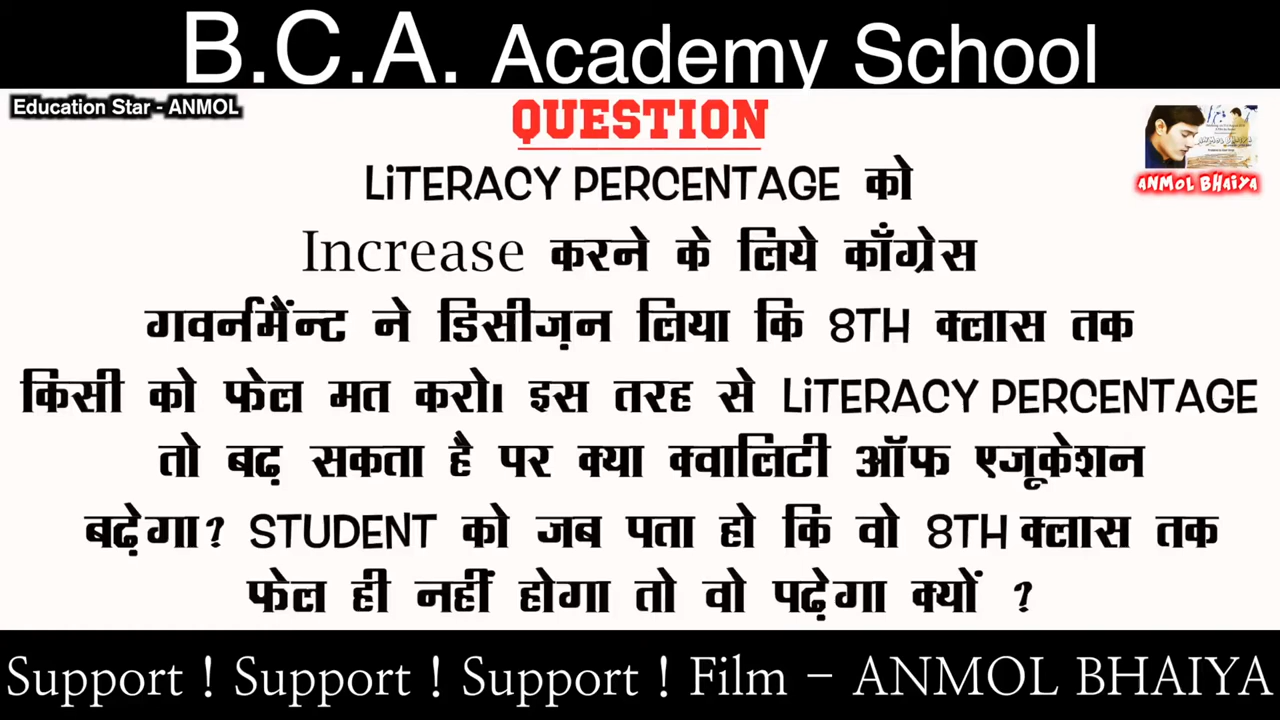 B.C.A. Academy School
Education Star - ANMOL
QUESTION
ANMOL BHAIYA
LITERACY PERCENTAGE को
Increase करने के लिये काँग्रेस
गवर्नमैंन्ट ने डिसीज़न लिया कि 8TH क्लास तक
किसी को फेल मत करो। इस तरह से LITERACY PERCENTAGE
तो बढ़ सकता है पर क्या क्वालिटी ऑफ एजूकेशन
बढ़ेगा? STUDENT को जब पता हो कि वो 8TH क्लास तक
फेल ही नहीं होगा तो वो पढ़ेगा क्यों ?
Support ! Support ! Support ! Film - ANMOL BHAIYA